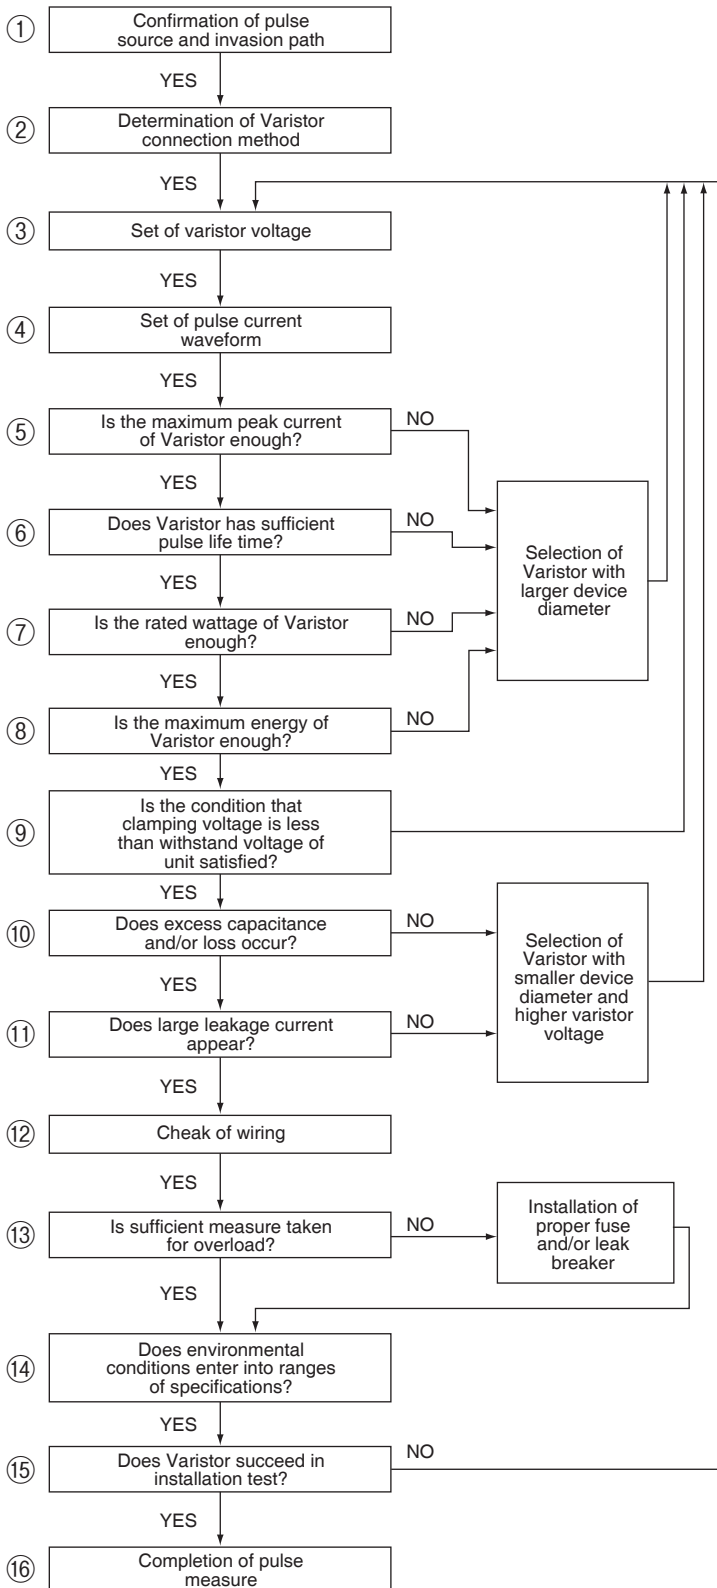 ①
Confirmation of pulse
source and invasion path
YES
②
Determination of Varistor
connection method
YES
③
Set of varistor voltage
YES
④
Set of pulse current
waveform
YES
⑤
Is the maximum peak current
of Varistor enough?
NO
YES
⑥
Does Varistor has sufficient
pulse life time?
NO
Selection of
Varistor with
larger device
diameter
YES
⑦
Is the rated wattage of Varistor
enough?
NO
YES
⑧
Is the maximum energy of
Varistor enough?
NO
YES
⑨
Is the condition that
clamping voltage is less
than withstand voltage of
unit satisfied?
YES
⑩
Does excess capacitance
and/or loss occur?
NO
Selection of
Varistor with
smaller device
diameter and
higher varistor
voltage
YES
⑪
Does large leakage current
appear?
NO
YES
⑫
Cheak of wiring
YES
⑬
Is sufficient measure taken
for overload?
NO
Installation of
proper fuse
and/or leak
breaker
YES
⑭
Does environmental
conditions enter into ranges
of specifications?
YES
⑮
Does Varistor succeed in
installation test?
NO
YES
⑯
Completion of pulse
measure